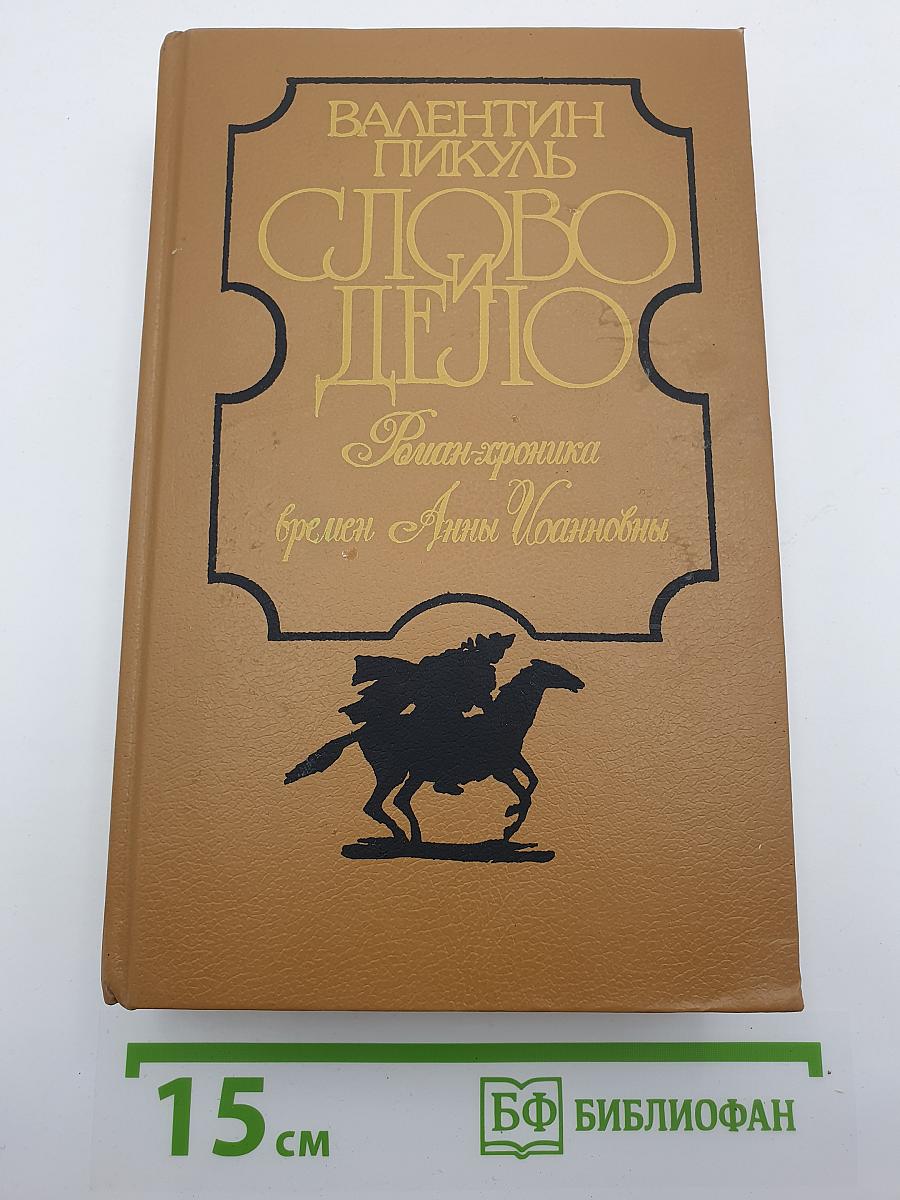 ВАЛЕНТИН
ПИКУЛЬ
СЛОВО
И
ДЕЛО
Роман-хроника
времен Анны Иоанновны
15 см
БФ БИБЛИОФАН